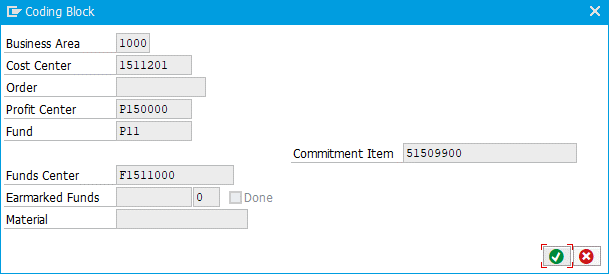 Coding Block
Business Area 1000
Cost Center 1511201
Order
Profit Center P150000
Fund P11
Commitment Item 51509900
Funds Center F1511000
Earmarked Funds 0 Done
Material